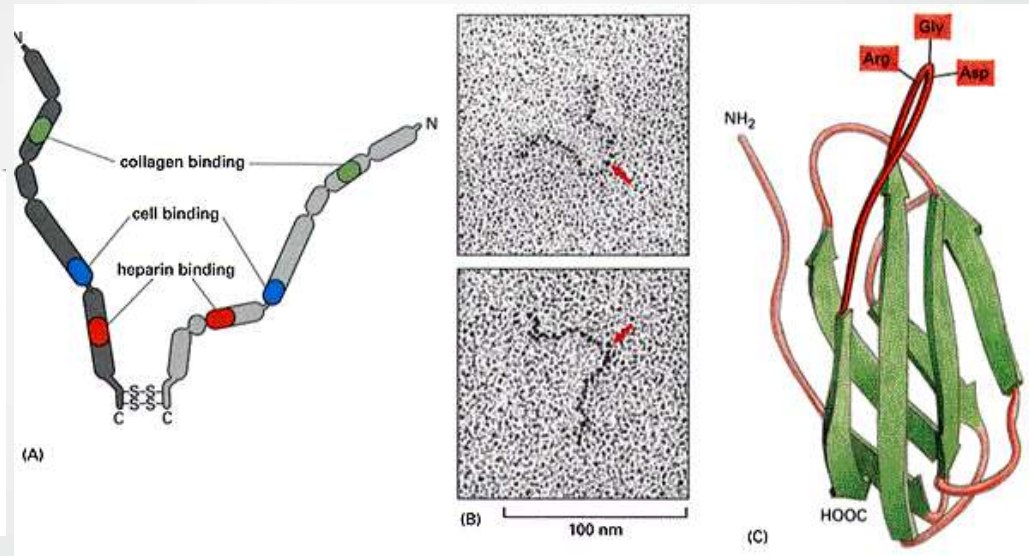 N
N
collagen binding
cell binding
heparin binding
S S
S S
C C
(A)
(B)
100 nm
Gly
Arg
Asp
NH2
HOOC
(C)